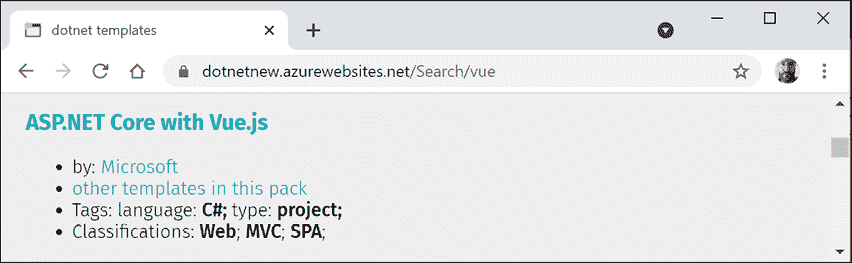 dotnet templates
dotnetnew.azurewebsites.net/Search/vue
ASP.NET Core with Vue.js
by: Microsoft
other templates in this pack
Tags: language: C#; type: project;
Classifications: Web; MVC; SPA;